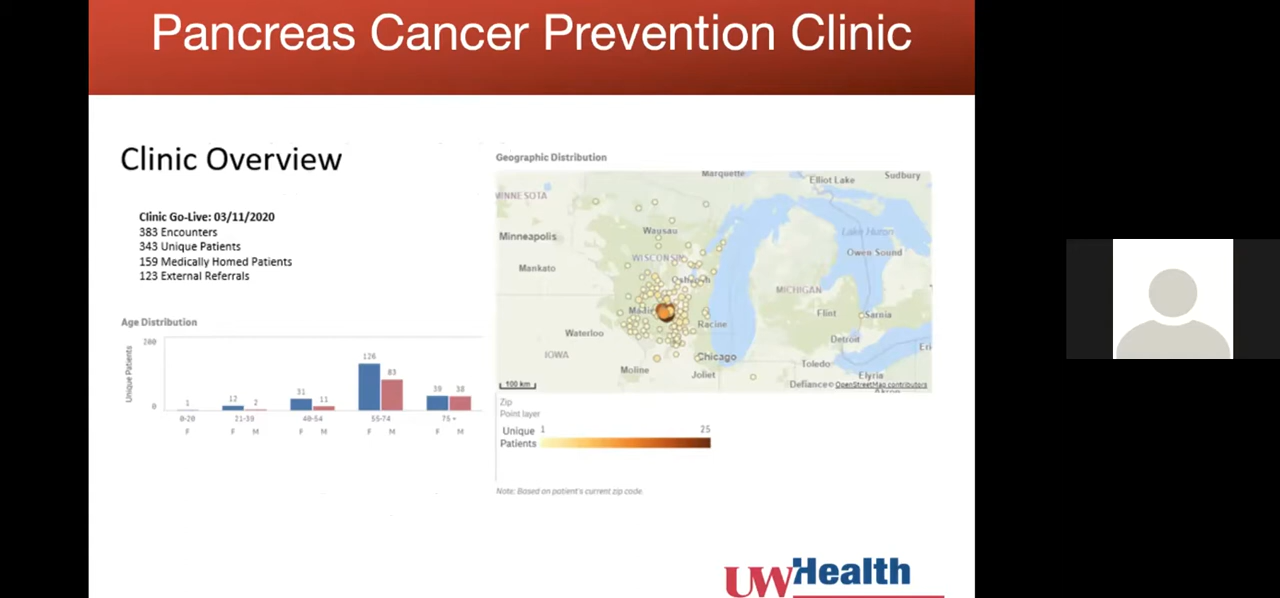 Pancreas Cancer Prevention Clinic
Clinic Overview
Clinic Go-Live: 03/11/2020
383 Encounters
343 Unique Patients
159 Medically Homed Patients
123 External Referrals
Age Distribution
Unique Patients
200
0
1
12
2
31
11
126
83
39
38
0-20
21-39
40-54
55-74
75+
F
F M
F M
F M
F M
Geographic Distribution
Marquette
Elliot Lake
Sudbury
MINNESOTA
Minneapolis
Wausau
Lake Huron
Owen Sound
WISCONSIN
Mankato
Oshkosh
MICHIGAN
Flint
Sarnia
Racine
Waterloo
Detroit
IOWA
Chicago
Toledo
Moline
Joliet
Elyria
100 km
Defiance
© OpenStreetMap contributors
Akron
Zip
Point layer
Unique Patients
1
25
Note: Based on patient's current zip code.
UWHealth